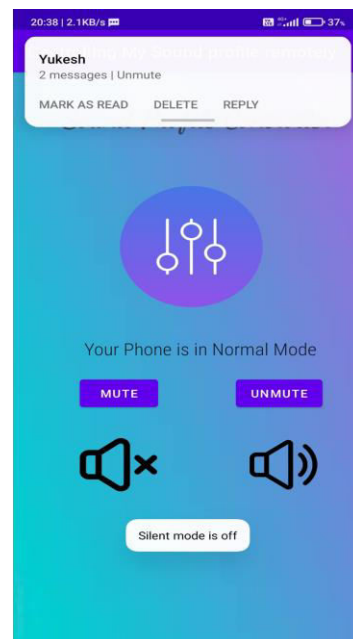 20:38 | 2.1KB/s
37%
Yukesh
2 messages | Unmute
MARK AS READ DELETE REPLY
Your Phone is in Normal Mode
MUTE UNMUTE
Silent mode is off